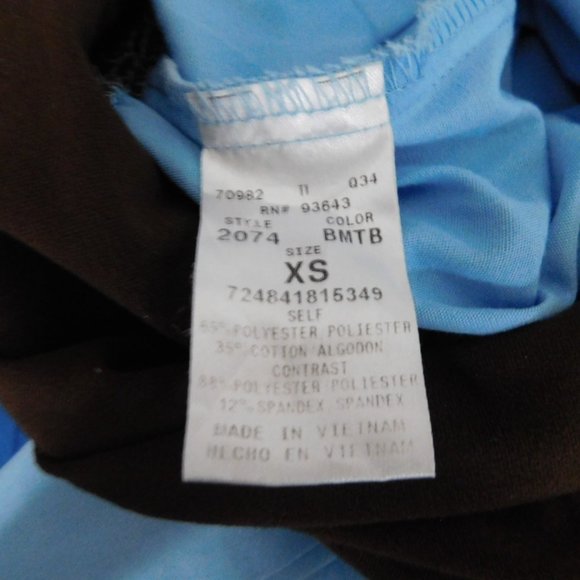 70982 11 034
RN# 93643
STYLE COLOR
2074 BMTB
SIZE
XS
724841815349
SELF
65% POLYESTER POLIESTER
35% COTTON ALGODON
CONTRAST
88% POLYESTER POLIESTER
12% SPANDEX SPANDEX
MADE IN VIETNAM
HECHO EN VIETNAM